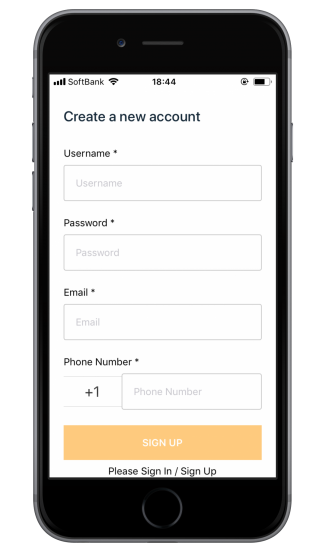 SoftBank 18:44
Create a new account
Username *
Username
Password *
Password
Email *
Email
Phone Number *
+1 Phone Number
SIGN UP
Please Sign In / Sign Up